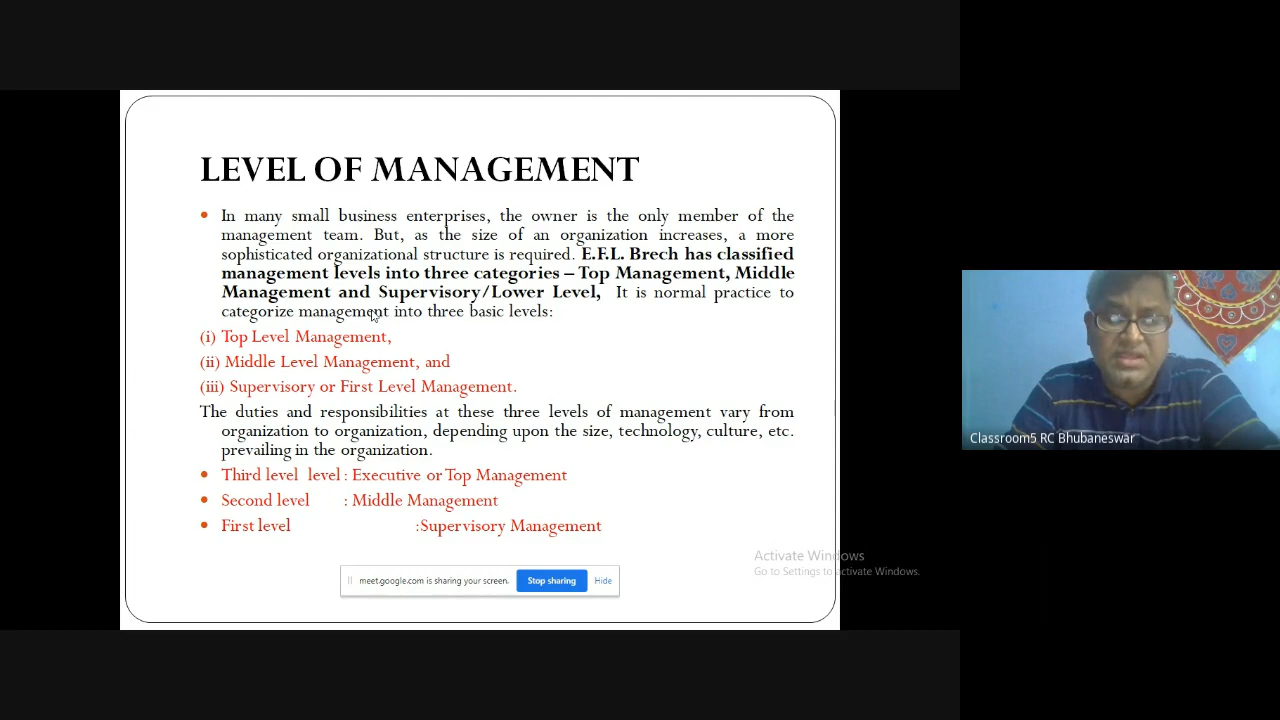 LEVEL OF MANAGEMENT
• In many small business enterprises, the owner is the only member of the
management team. But, as the size of an organization increases, a more
sophisticated organizational structure is required. E.F.L. Brech has classified
management levels into three categories – Top Management, Middle
Management and Supervisory/Lower Level, It is normal practice to
categorize management into three basic levels:
(i) Top Level Management,
(ii) Middle Level Management, and
(iii) Supervisory or First Level Management.
The duties and responsibilities at these three levels of management vary from
organization to organization, depending upon the size, technology, culture, etc.
prevailing in the organization.
• Third level level : Executive or Top Management
• Second level : Middle Management
• First level :Supervisory Management
meet.google.com is sharing your screen. Stop sharing Hide
Activate Windows
Go to Settings to activate Windows.
Classroom5 RC Bhubaneswar